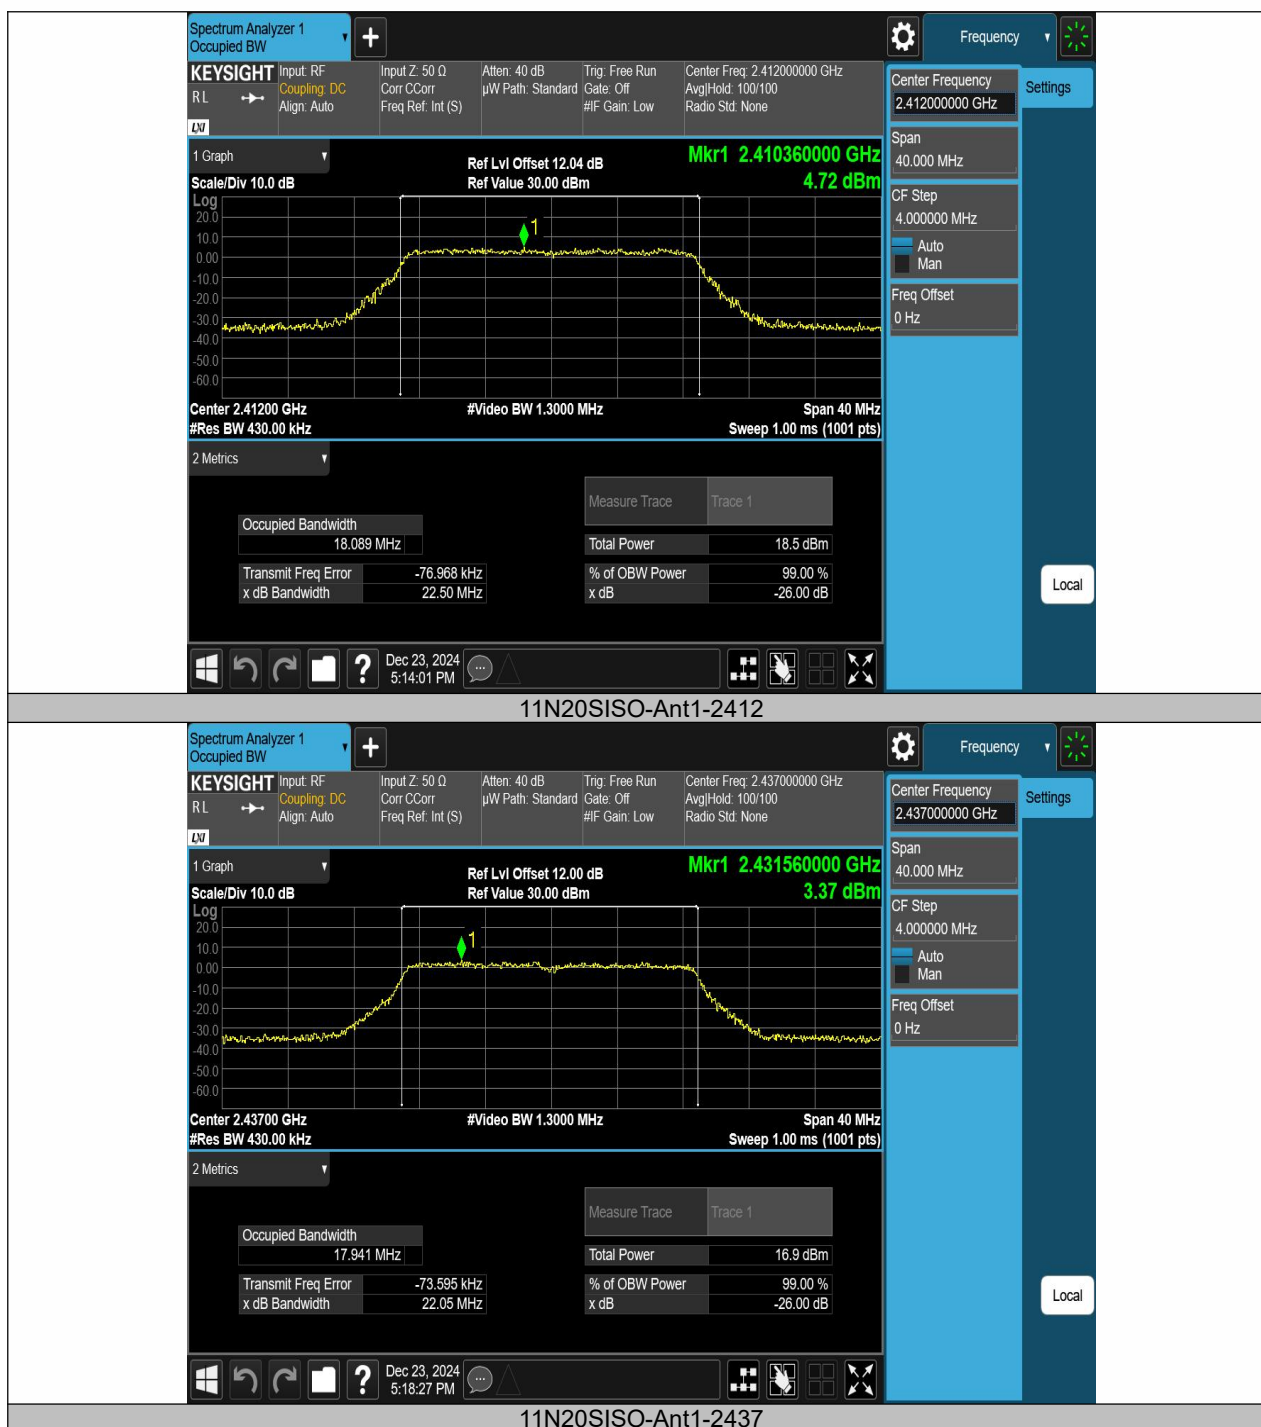 Spectrum Analyzer 1
Occupied BW
Frequency
KEYSIGHT
Input: RF
Input Z: 50 Ω
Atten: 40 dB
Trig: Free Run
Center Freq: 2.412000000 GHz
RL
Coupling: DC
Corr CCorr
µW Path: Standard
Gate: Off
Avg|Hold: 100/100
Align: Auto
Freq Ref: Int (S)
#IF Gain: Low
Radio Std: None
LXI
Center Frequency
2.412000000 GHz
Settings
Span
40.000 MHz
CF Step
4.000000 MHz
Auto
Man
Freq Offset
0 Hz
Local
1 Graph
Ref Lvl Offset 12.04 dB
Mkr1 2.410360000 GHz
Scale/Div 10.0 dB
Ref Value 30.00 dBm
4.72 dBm
Log
20.0
10.0
0.00
-10.0
-20.0
-30.0
-40.0
-50.0
-60.0
1
Center 2.41200 GHz
#Video BW 1.3000 MHz
Span 40 MHz
#Res BW 430.00 kHz
Sweep 1.00 ms (1001 pts)
2 Metrics
Measure Trace
Trace 1
Occupied Bandwidth
18.089 MHz
Total Power
18.5 dBm
Transmit Freq Error
-76.968 kHz
% of OBW Power
99.00 %
x dB Bandwidth
22.50 MHz
x dB
-26.00 dB
?
Dec 23, 2024
5:14:01 PM
11N20SISO-Ant1-2412
Spectrum Analyzer 1
Occupied BW
Frequency
KEYSIGHT
Input: RF
Input Z: 50 Ω
Atten: 40 dB
Trig: Free Run
Center Freq: 2.437000000 GHz
RL
Coupling: DC
Corr CCorr
µW Path: Standard
Gate: Off
Avg|Hold: 100/100
Align: Auto
Freq Ref: Int (S)
#IF Gain: Low
Radio Std: None
LXI
Center Frequency
2.437000000 GHz
Settings
Span
40.000 MHz
CF Step
4.000000 MHz
Auto
Man
Freq Offset
0 Hz
Local
1 Graph
Ref Lvl Offset 12.00 dB
Mkr1 2.431560000 GHz
Scale/Div 10.0 dB
Ref Value 30.00 dBm
3.37 dBm
Log
20.0
10.0
0.00
-10.0
-20.0
-30.0
-40.0
-50.0
-60.0
1
Center 2.43700 GHz
#Video BW 1.3000 MHz
Span 40 MHz
#Res BW 430.00 kHz
Sweep 1.00 ms (1001 pts)
2 Metrics
Measure Trace
Trace 1
Occupied Bandwidth
17.941 MHz
Total Power
16.9 dBm
Transmit Freq Error
-73.595 kHz
% of OBW Power
99.00 %
x dB Bandwidth
22.05 MHz
x dB
-26.00 dB
?
Dec 23, 2024
5:18:27 PM
11N20SISO-Ant1-2437